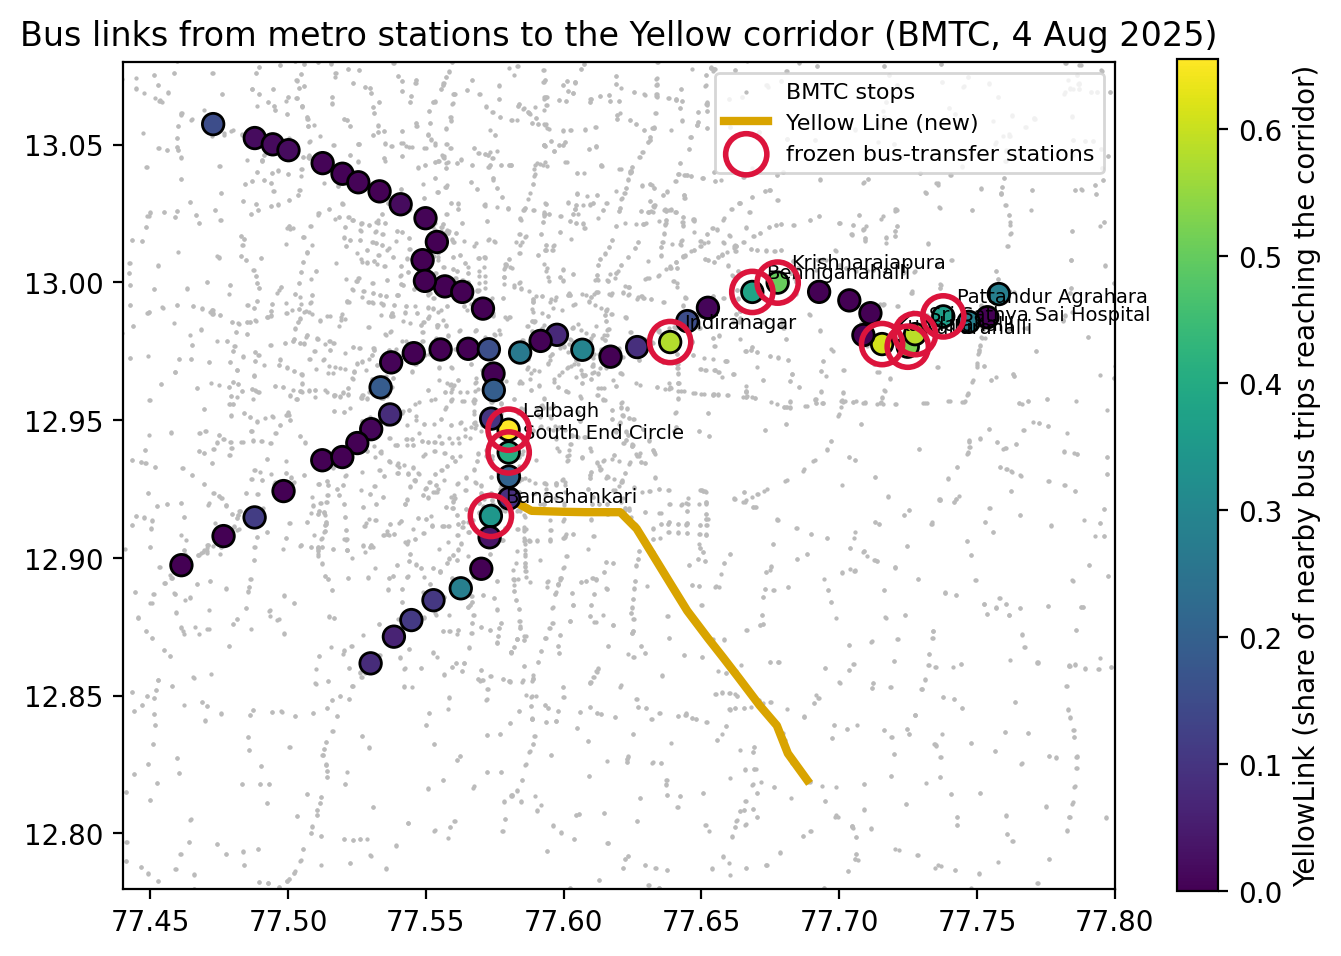 Bus links from metro stations to the Yellow corridor (BMTC, 4 Aug 2025)
BMTC stops
Yellow Line (new)
frozen bus-transfer stations
Krishnarajapura
Benniganahalli
Pattandur Agrahara
Sri Sathya Sai Hospital
Indiranagar
Lalbagh
South End Circle
Banashankari
13.05
13.00
12.95
12.90
12.85
12.80
77.45
77.50
77.55
77.60
77.65
77.70
77.75
77.80
0.6
0.5
0.4
0.3
0.2
0.1
0.0
YellowLink (share of nearby bus trips reaching the corridor)